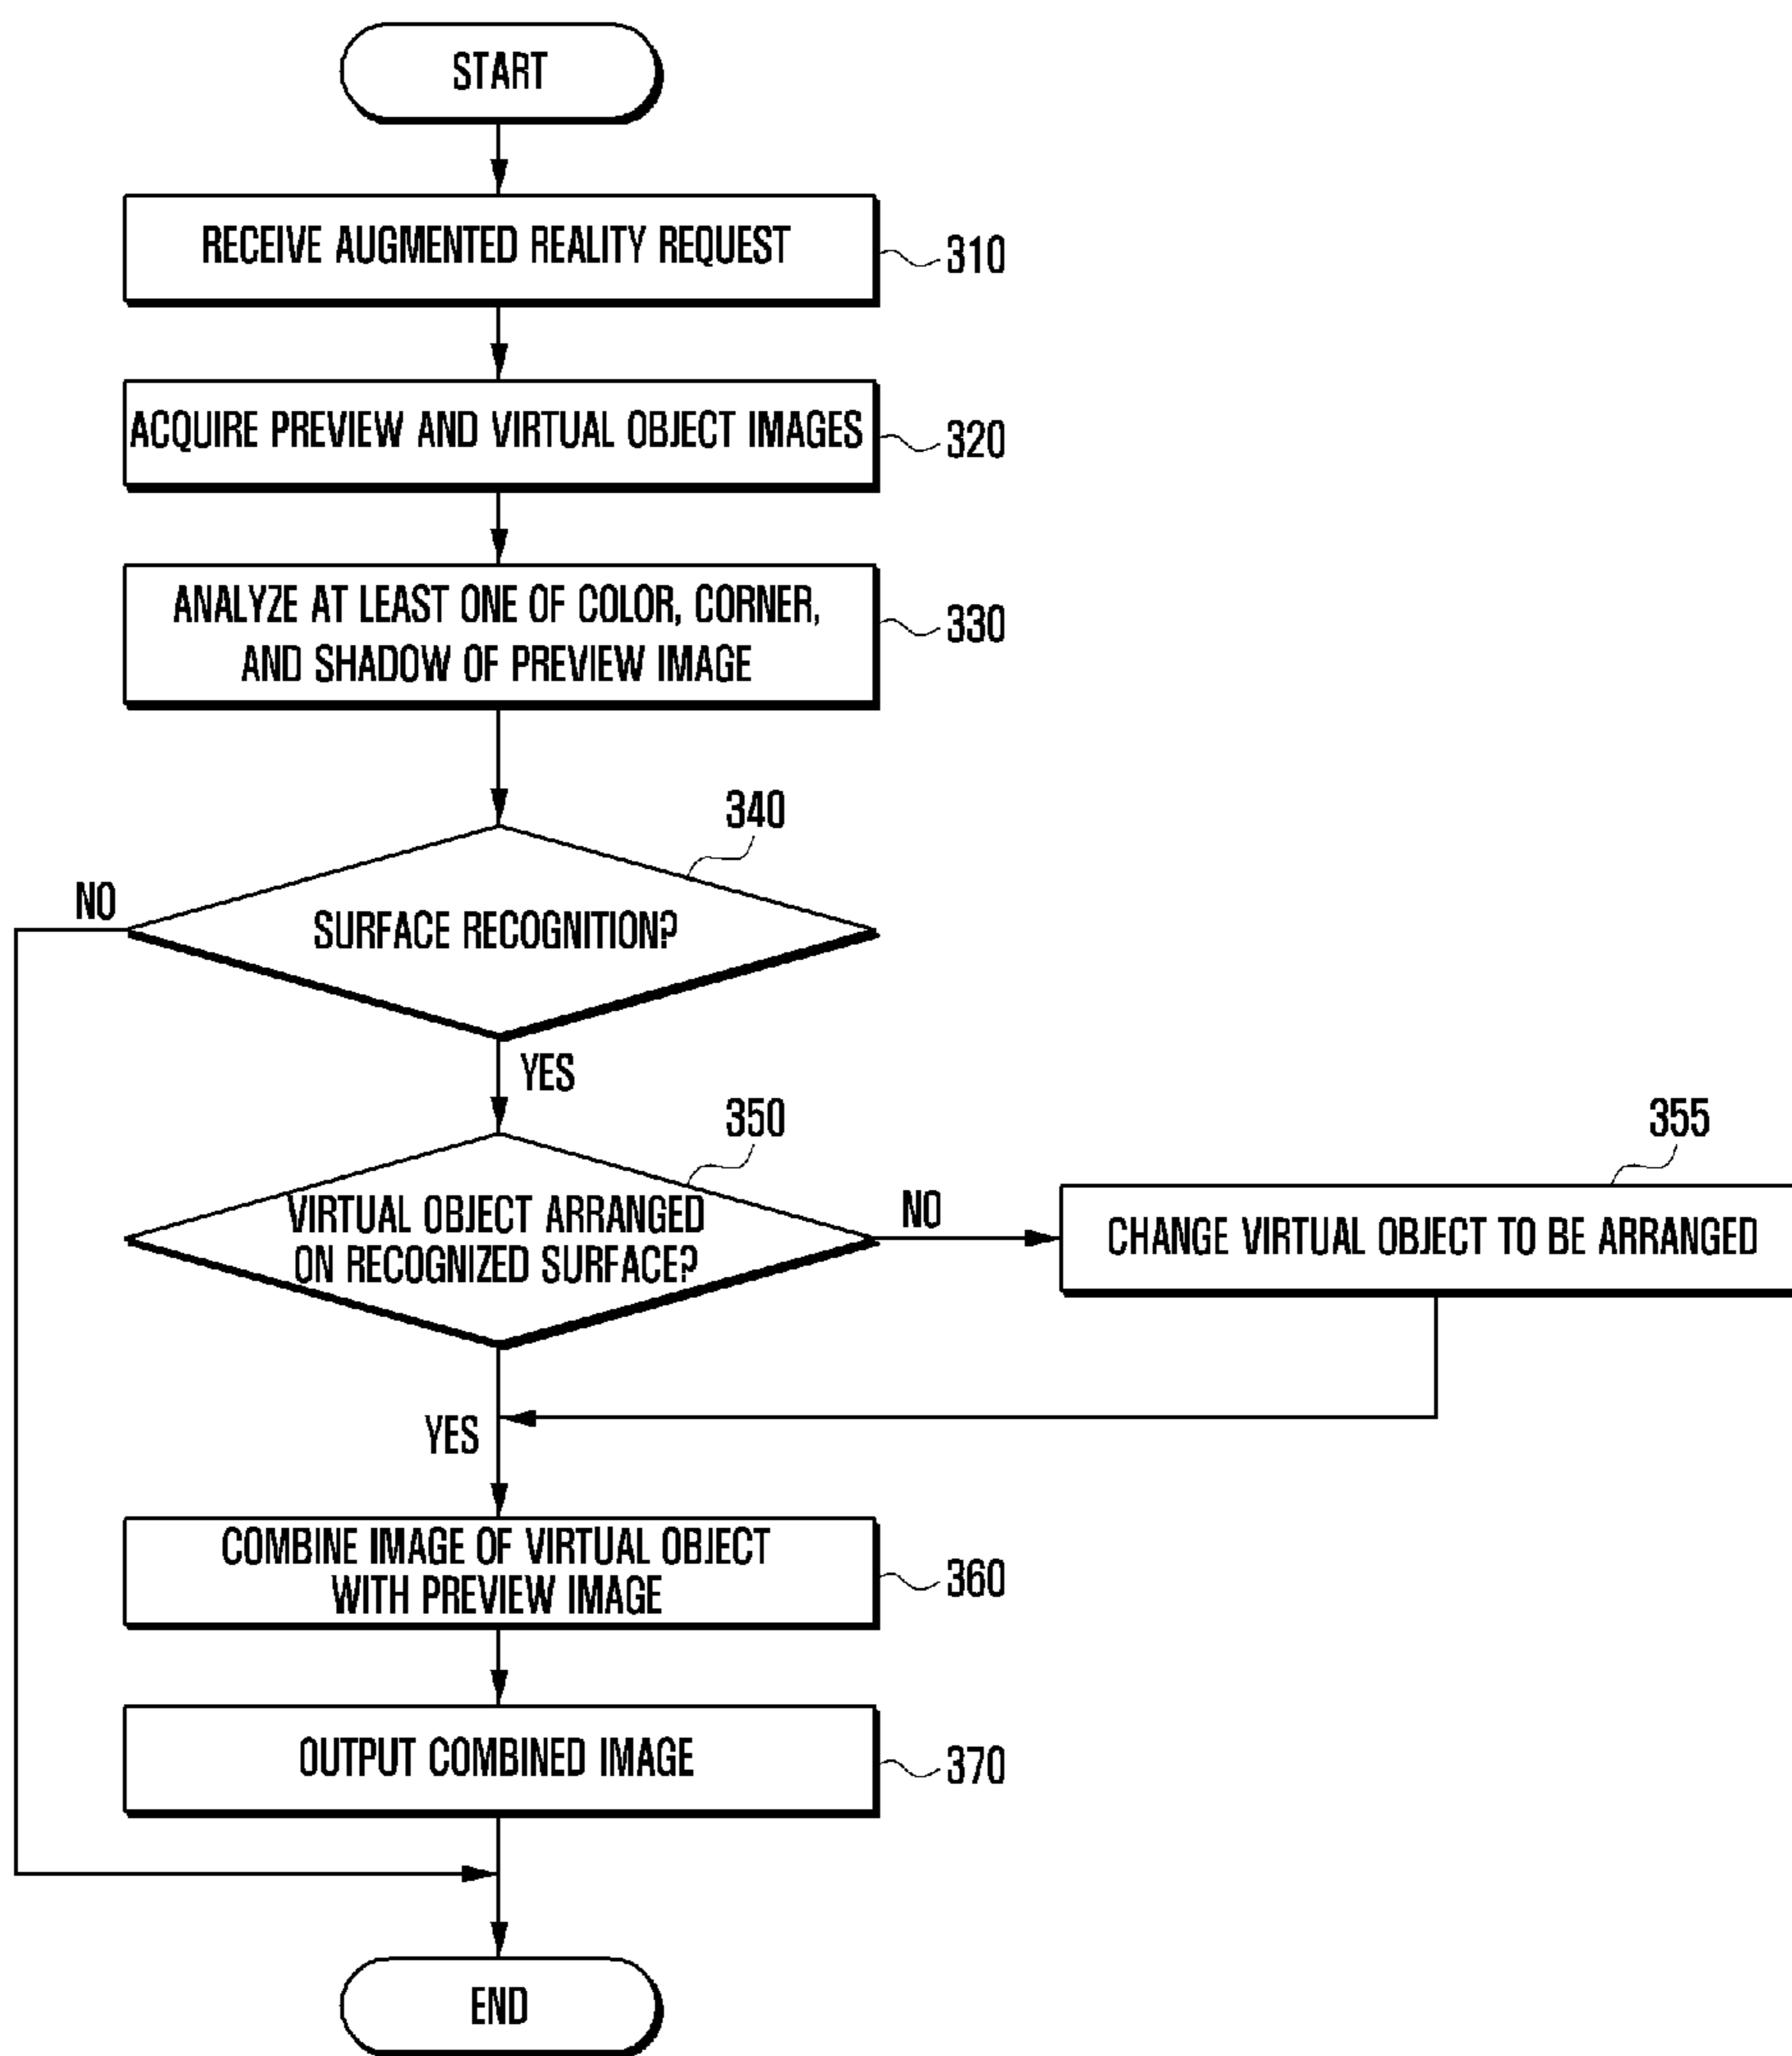 START
RECEIVE AUGMENTED REALITY REQUEST
310
ACQUIRE PREVIEW AND VIRTUAL OBJECT IMAGES
320
ANALYZE AT LEAST ONE OF COLOR, CORNER,
AND SHADOW OF PREVIEW IMAGE
330
340
NO
SURFACE RECOGNITION?
YES
350
355
VIRTUAL OBJECT ARRANGED
ON RECOGNIZED SURFACE?
NO
CHANGE VIRTUAL OBJECT TO BE ARRANGED
YES
COMBINE IMAGE OF VIRTUAL OBJECT
WITH PREVIEW IMAGE
360
OUTPUT COMBINED IMAGE
370
END